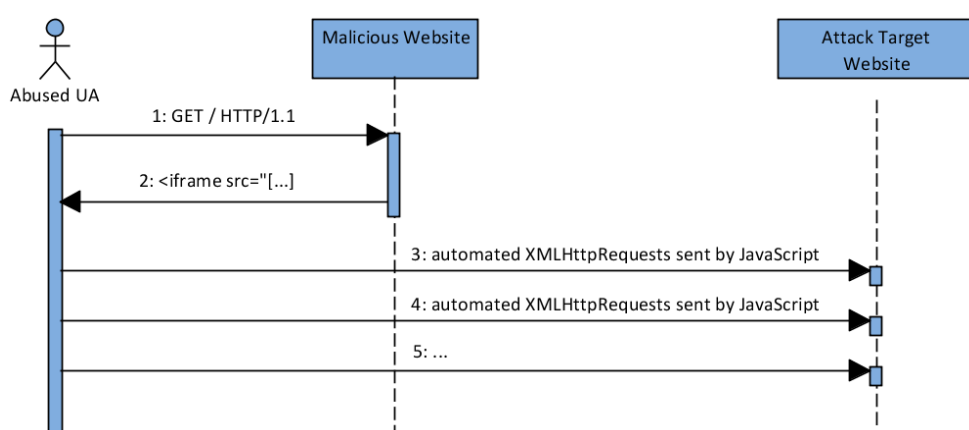 Malicious Website
Attack Target
Website
Abused UA
1: GET / HTTP/1.1
2: <iframe src="[...]
3: automated XMLHttpRequests sent by JavaScript
4: automated XMLHttpRequests sent by JavaScript
5: ...